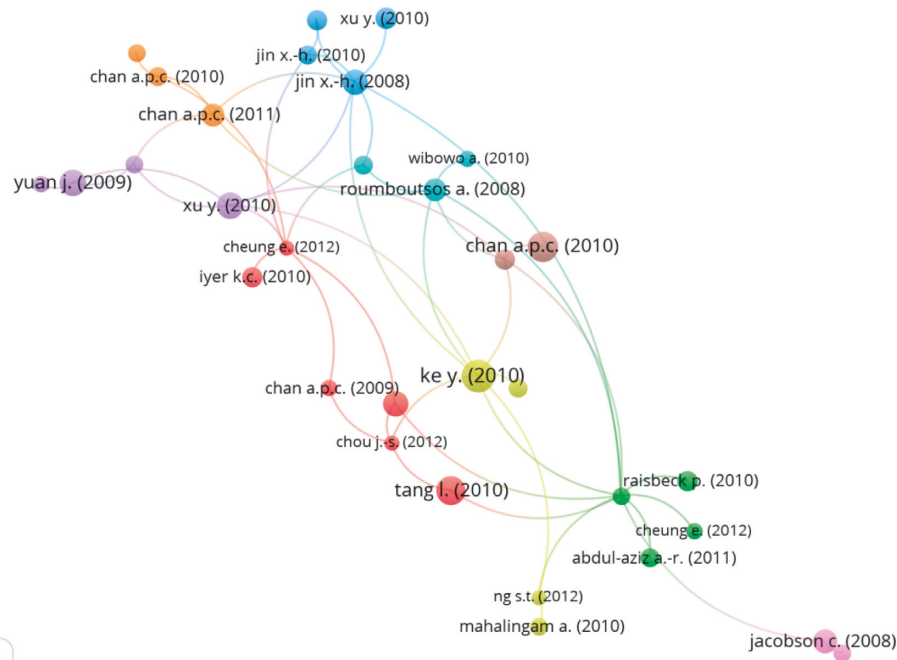 xu y. (2010)
jin x.-h. (2010)
chan a.p.c. (2010)
jin x.-h. (2008)
chan a.p.c. (2011)
wibowo a. (2010)
yuan j. (2009)
roumboutsos a. (2008)
xu y. (2010)
cheung e. (2012)
chan a.p.c. (2010)
iyer k.c. (2010)
ke y. (2010)
chan a.p.c. (2009)
chou j.-s. (2012)
raisbeck p. (2010)
tang l. (2010)
cheung e. (2012)
abdul-aziz a.-r. (2011)
ng s.t. (2012)
mahalingam a. (2010)
jacobson c. (2008)